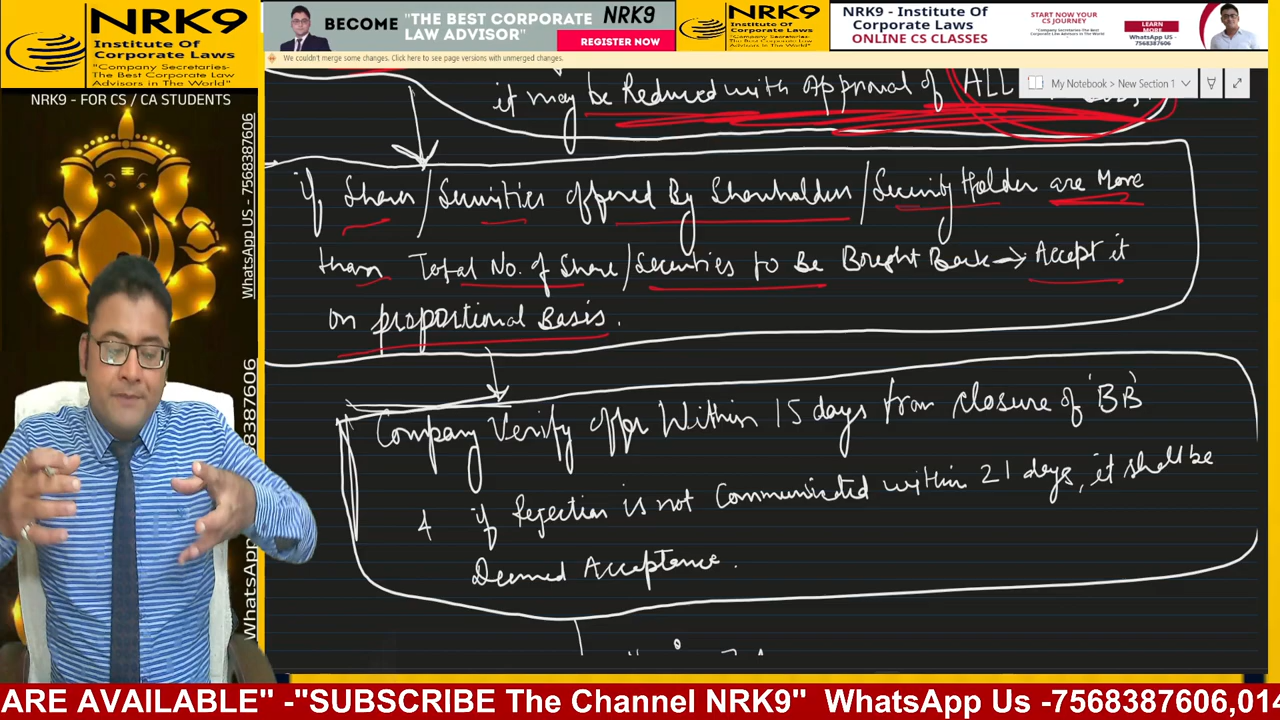 NRK9
Institute Of
Corporate Laws
"Company Secretaries-
The Best Corporate Law
Advisors in The World"
NRK9 - FOR CS / CA STUDENTS
BECOME "THE BEST CORPORATE
LAW ADVISOR"
NRK9
REGISTER NOW
NRK9
Institute Of
Corporate Laws
NRK9 - Institute Of
Corporate Laws
ONLINE CS CLASSES
START NOW YOUR
CS JOURNEY
LEARN
MORE
WhatsApp US -
7568387606
We couldn't merge some changes. Click here to see page versions with unmerged changes.
My Notebook > New Section 1
it may be Reduced with Approval of ALL
if Shares/Securities offered By Shareholders/Security Holder are More
than Total No. of Share/Securities to Be Bought Back → Accept it
on proportional Basis.
Company Verify offer Within 15 days from closure of 'BB'
& if Rejection is not Communicated within 21 days, it shall be
Deemed Acceptance.
WhatsApp US - 7568387606
WhatsApp US - 7568387606
ARE AVAILABLE" -"SUBSCRIBE The Channel NRK9" WhatsApp Us -7568387606,014